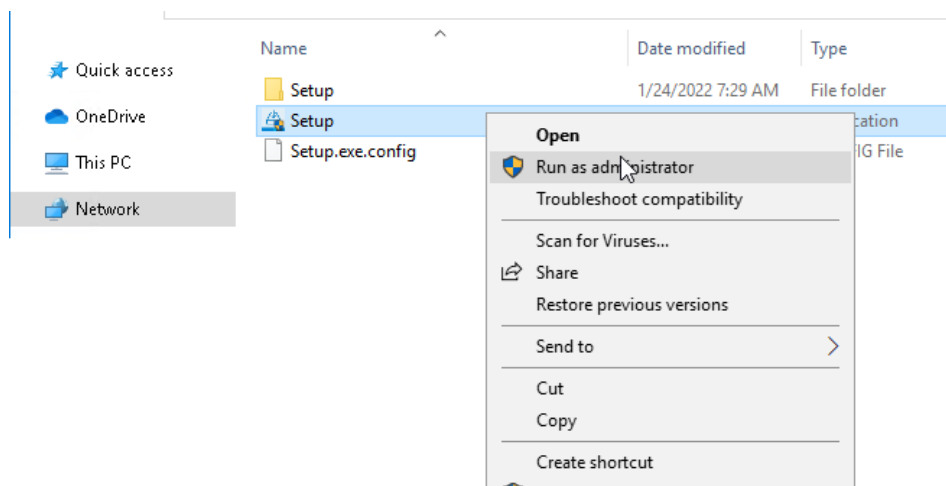 Name Date modified Type
Quick access
Setup 1/24/2022 7:29 AM File folder
OneDrive
Setup
Setup.exe.config
This PC
Network
Open
Run as administrator
Troubleshoot compatibility
Scan for Viruses...
Share
Restore previous versions
Send to
Cut
Copy
Create shortcut